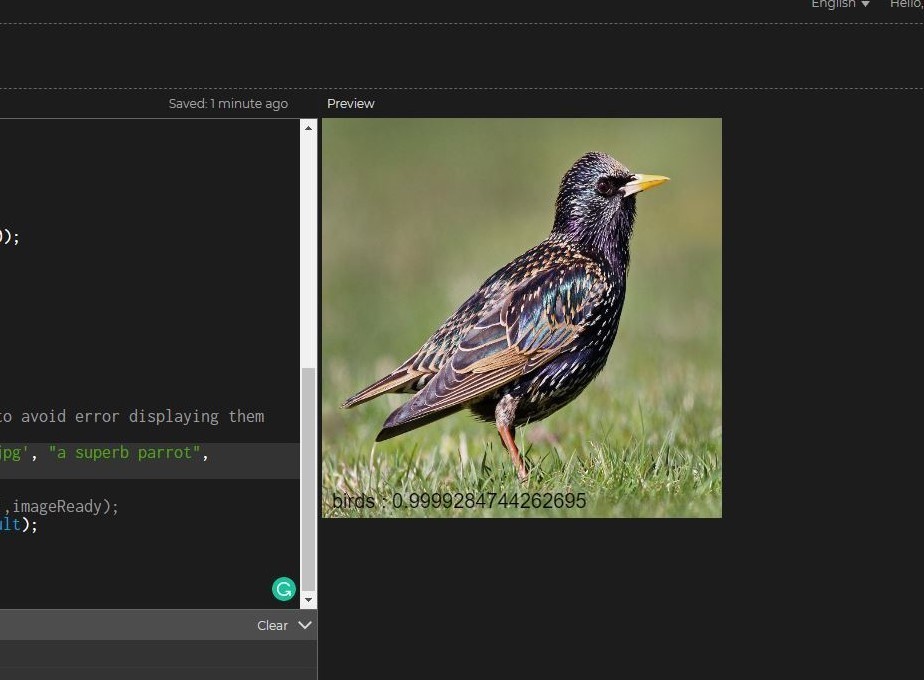 English ▼ Hello,
Saved: 1 minute ago
Preview
);
to avoid error displaying them
jpg', "a superb parrot",
,imageReady);
ult);
birds : 0.9999284744262695
Clear